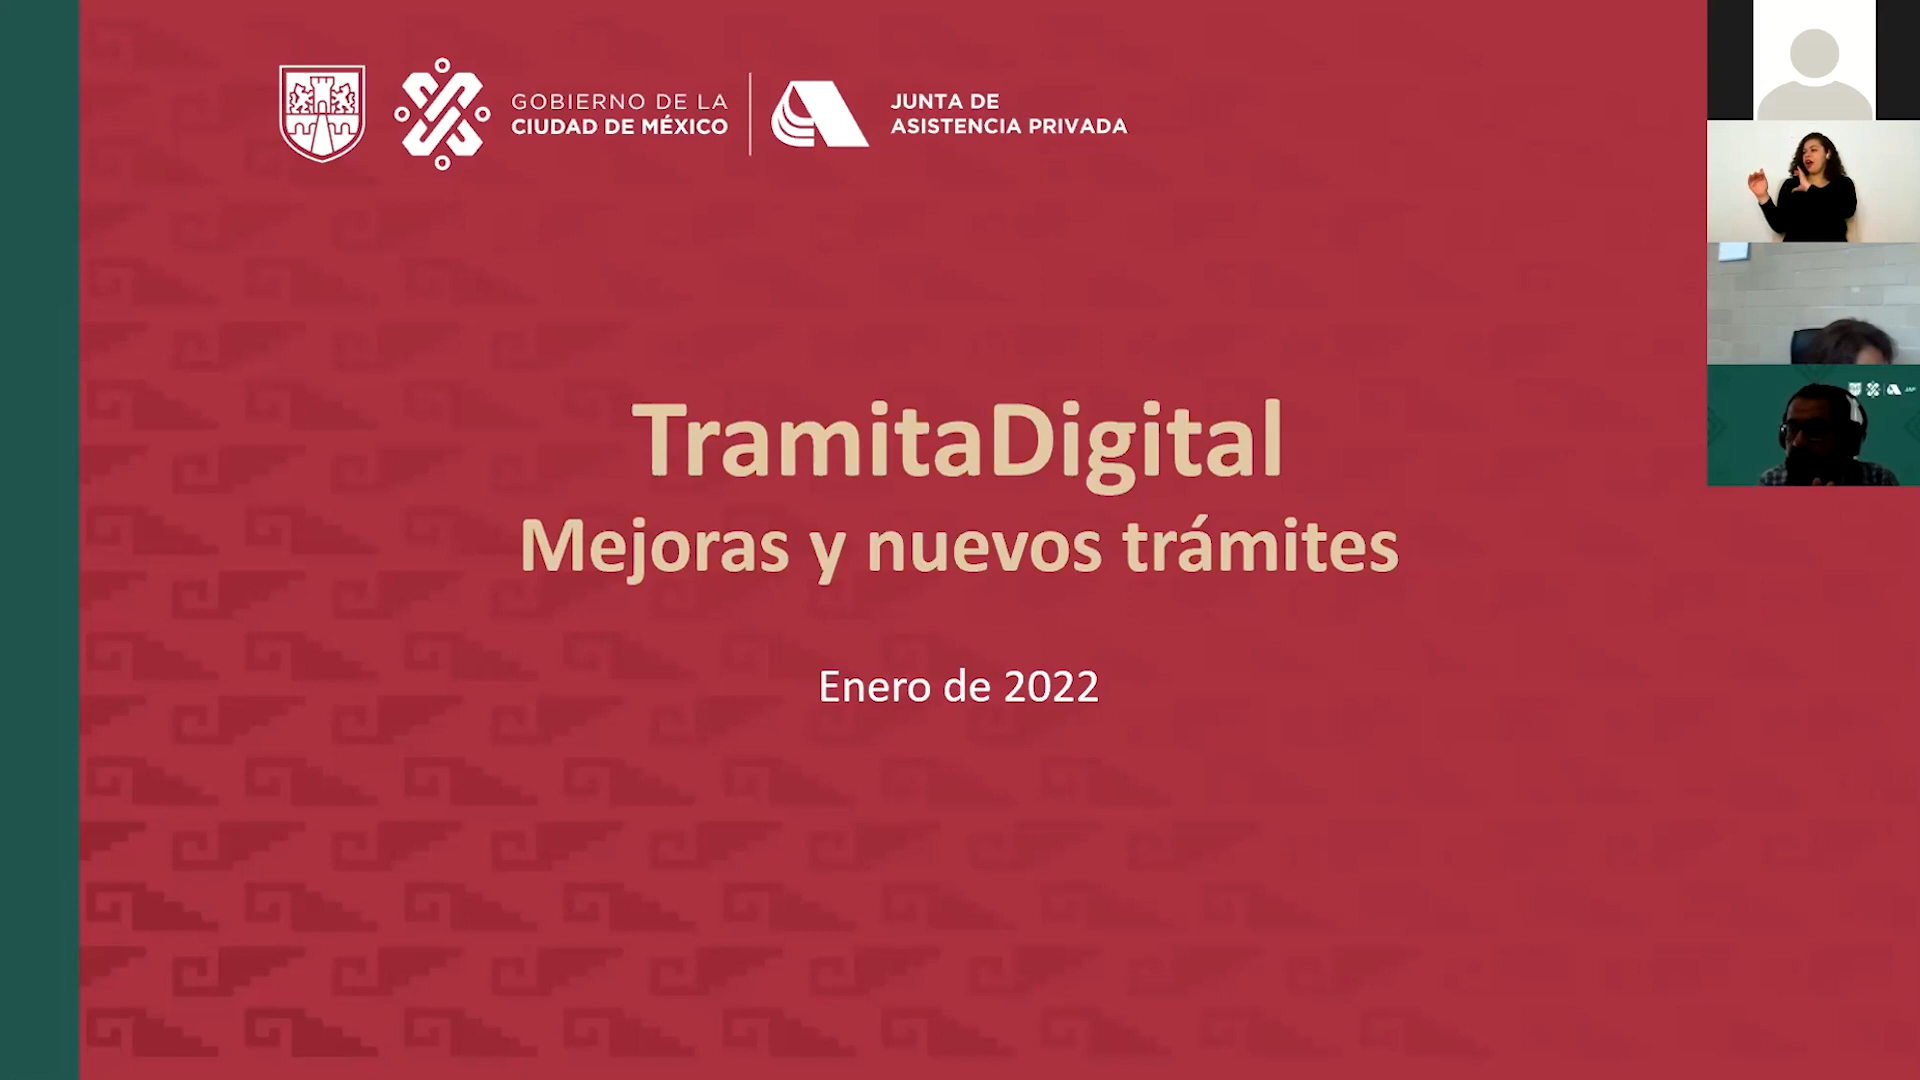 GOBIERNO DE LA
CIUDAD DE MÉXICO
JUNTA DE
ASISTENCIA PRIVADA
TramitaDigital
Mejoras y nuevos trámites
Enero de 2022